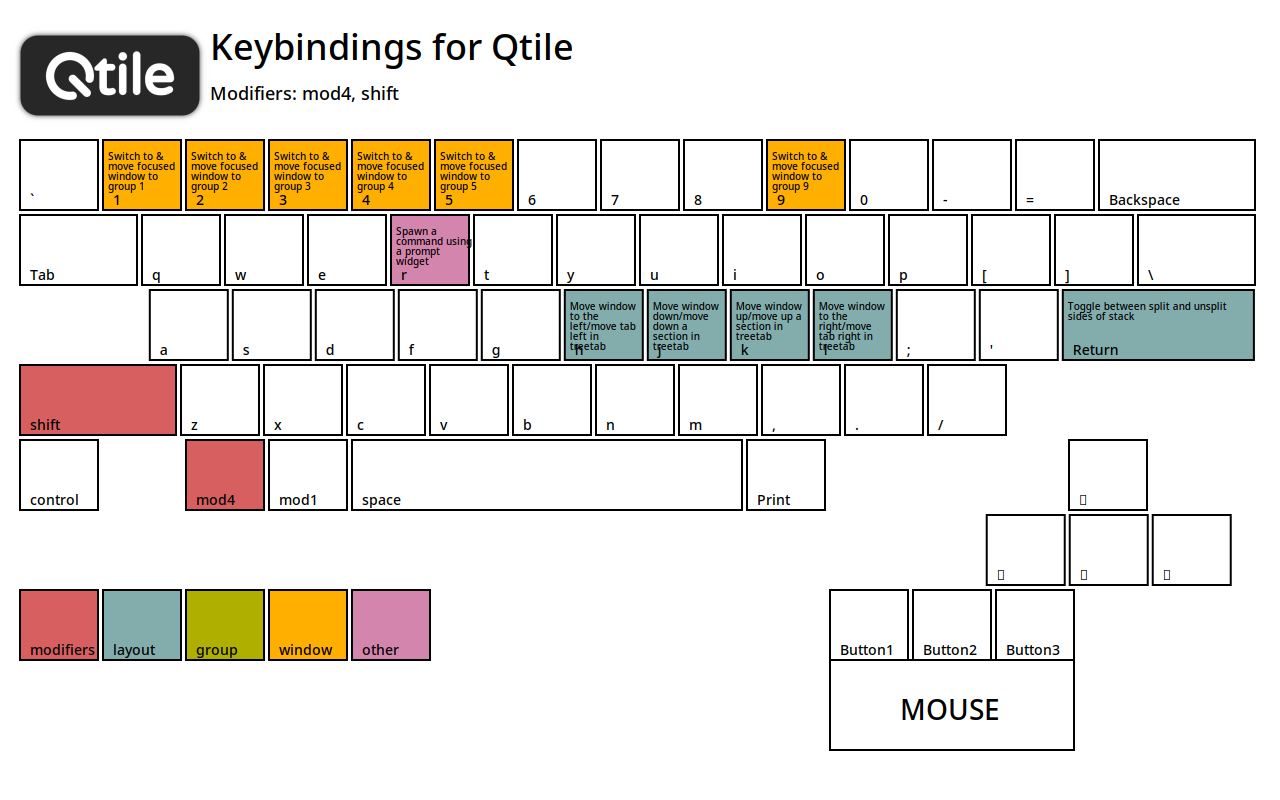 Qtile
Keybindings for Qtile
Modifiers: mod4, shift
`
Switch to &
move focused
window to
group 1
1
Switch to &
move focused
window to
group 2
2
Switch to &
move focused
window to
group 3
3
Switch to &
move focused
window to
group 4
4
Switch to &
move focused
window to
group 5
5
6
7
8
Switch to &
move focused
window to
group 9
9
0
-
=
Backspace
Tab
q
w
e
Spawn a
command using
a prompt
widget
r
t
y
u
i
o
p
[
]
\
a
s
d
f
g
Move window
to the
left/move tab
left in
treetab
h
Move window
down/move
down a
section in
treetab
j
Move window
up/move up a
section in
treetab
k
Move window
to the
right/move
tab right in
treetab
l
;
'
Toggle between split and unsplit
sides of stack
Return
shift
z
x
c
v
b
n
m
,
.
/
control
mod4
mod1
space
Print
modifiers
layout
group
window
other
Button1
Button2
Button3
MOUSE